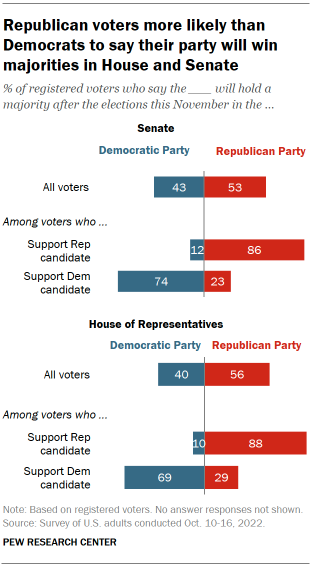 Republican voters more likely than
Democrats to say their party will win
majorities in House and Senate
% of registered voters who say the ___ will hold a
majority after the elections this November in the ...
Senate
Democratic Party Republican Party
All voters 43 53
Among voters who ...
Support Rep
candidate 12 86
Support Dem
candidate 74 23
House of Representatives
Democratic Party Republican Party
All voters 40 56
Among voters who ...
Support Rep
candidate 10 88
Support Dem
candidate 69 29
Note: Based on registered voters. No answer responses not shown.
Source: Survey of U.S. adults conducted Oct. 10-16, 2022.
PEW RESEARCH CENTER